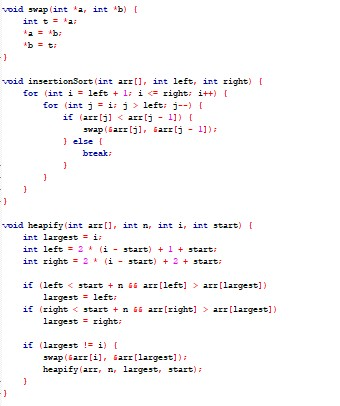 void swap(int *a, int *b) {
    int t = *a;
    *a = *b;
    *b = t;
}

void insertionSort(int arr[], int left, int right) {
    for (int i = left + 1; i <= right; i++) {
        for (int j = i; j > left; j--) {
            if (arr[j] < arr[j - 1]) {
                swap(&arr[j], &arr[j - 1]);
            } else {
                break;
            }
        }
    }
}

void heapify(int arr[], int n, int i, int start) {
    int largest = i;
    int left = 2 * (i - start) + 1 + start;
    int right = 2 * (i - start) + 2 + start;

    if (left < start + n && arr[left] > arr[largest])
        largest = left;
    if (right < start + n && arr[right] > arr[largest])
        largest = right;

    if (largest != i) {
        swap(&arr[i], &arr[largest]);
        heapify(arr, n, largest, start);
    }
}